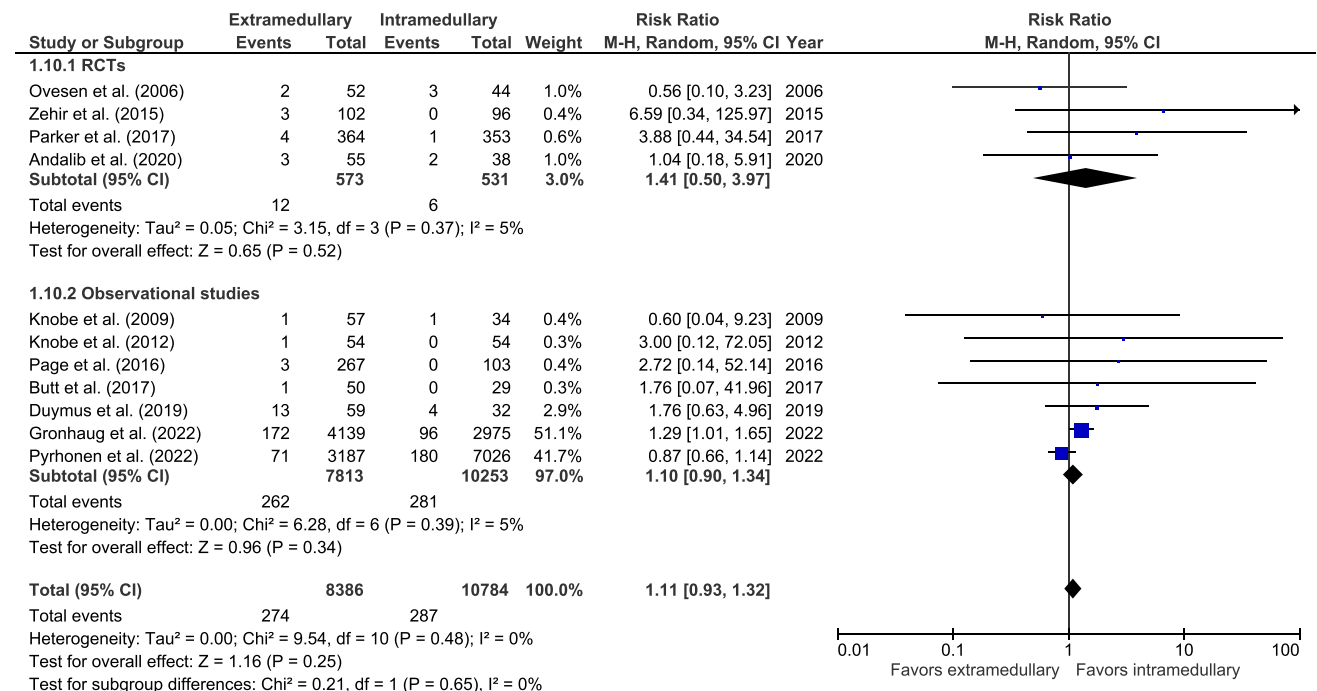 Extramedullary Intramedullary Risk Ratio Risk Ratio
Study or Subgroup Events Total Events Total Weight M-H, Random, 95% CI Year M-H, Random, 95% CI
1.10.1 RCTs
Ovesen et al. (2006) 2 52 3 44 1.0% 0.56 [0.10, 3.23] 2006
Zehir et al. (2015) 3 102 0 96 0.4% 6.59 [0.34, 125.97] 2015
Parker et al. (2017) 4 364 1 353 0.6% 3.88 [0.44, 34.54] 2017
Andalib et al. (2020) 3 55 2 38 1.0% 1.04 [0.18, 5.91] 2020
Subtotal (95% CI) 573 531 3.0% 1.41 [0.50, 3.97]
Total events 12 6
Heterogeneity: Tau² = 0.05; Chi² = 3.15, df = 3 (P = 0.37); I² = 5%
Test for overall effect: Z = 0.65 (P = 0.52)
1.10.2 Observational studies
Knobe et al. (2009) 1 57 1 34 0.4% 0.60 [0.04, 9.23] 2009
Knobe et al. (2012) 1 54 0 54 0.3% 3.00 [0.12, 72.05] 2012
Page et al. (2016) 3 267 0 103 0.4% 2.72 [0.14, 52.14] 2016
Butt et al. (2017) 1 50 0 29 0.3% 1.76 [0.07, 41.96] 2017
Duymus et al. (2019) 13 59 4 32 2.9% 1.76 [0.63, 4.96] 2019
Gronhaug et al. (2022) 172 4139 96 2975 51.1% 1.29 [1.01, 1.65] 2022
Pyrhonen et al. (2022) 71 3187 180 7026 41.7% 0.87 [0.66, 1.14] 2022
Subtotal (95% CI) 7813 10253 97.0% 1.10 [0.90, 1.34]
Total events 262 281
Heterogeneity: Tau² = 0.00; Chi² = 6.28, df = 6 (P = 0.39); I² = 5%
Test for overall effect: Z = 0.96 (P = 0.34)
Total (95% CI) 8386 10784 100.0% 1.11 [0.93, 1.32]
Total events 274 287
Heterogeneity: Tau² = 0.00; Chi² = 9.54, df = 10 (P = 0.48); I² = 0%
Test for overall effect: Z = 1.16 (P = 0.25)
Test for subgroup differences: Chi² = 0.21, df = 1 (P = 0.65), I² = 0%
0.01 0.1 1 10 100
Favors extramedullary Favors intramedullary